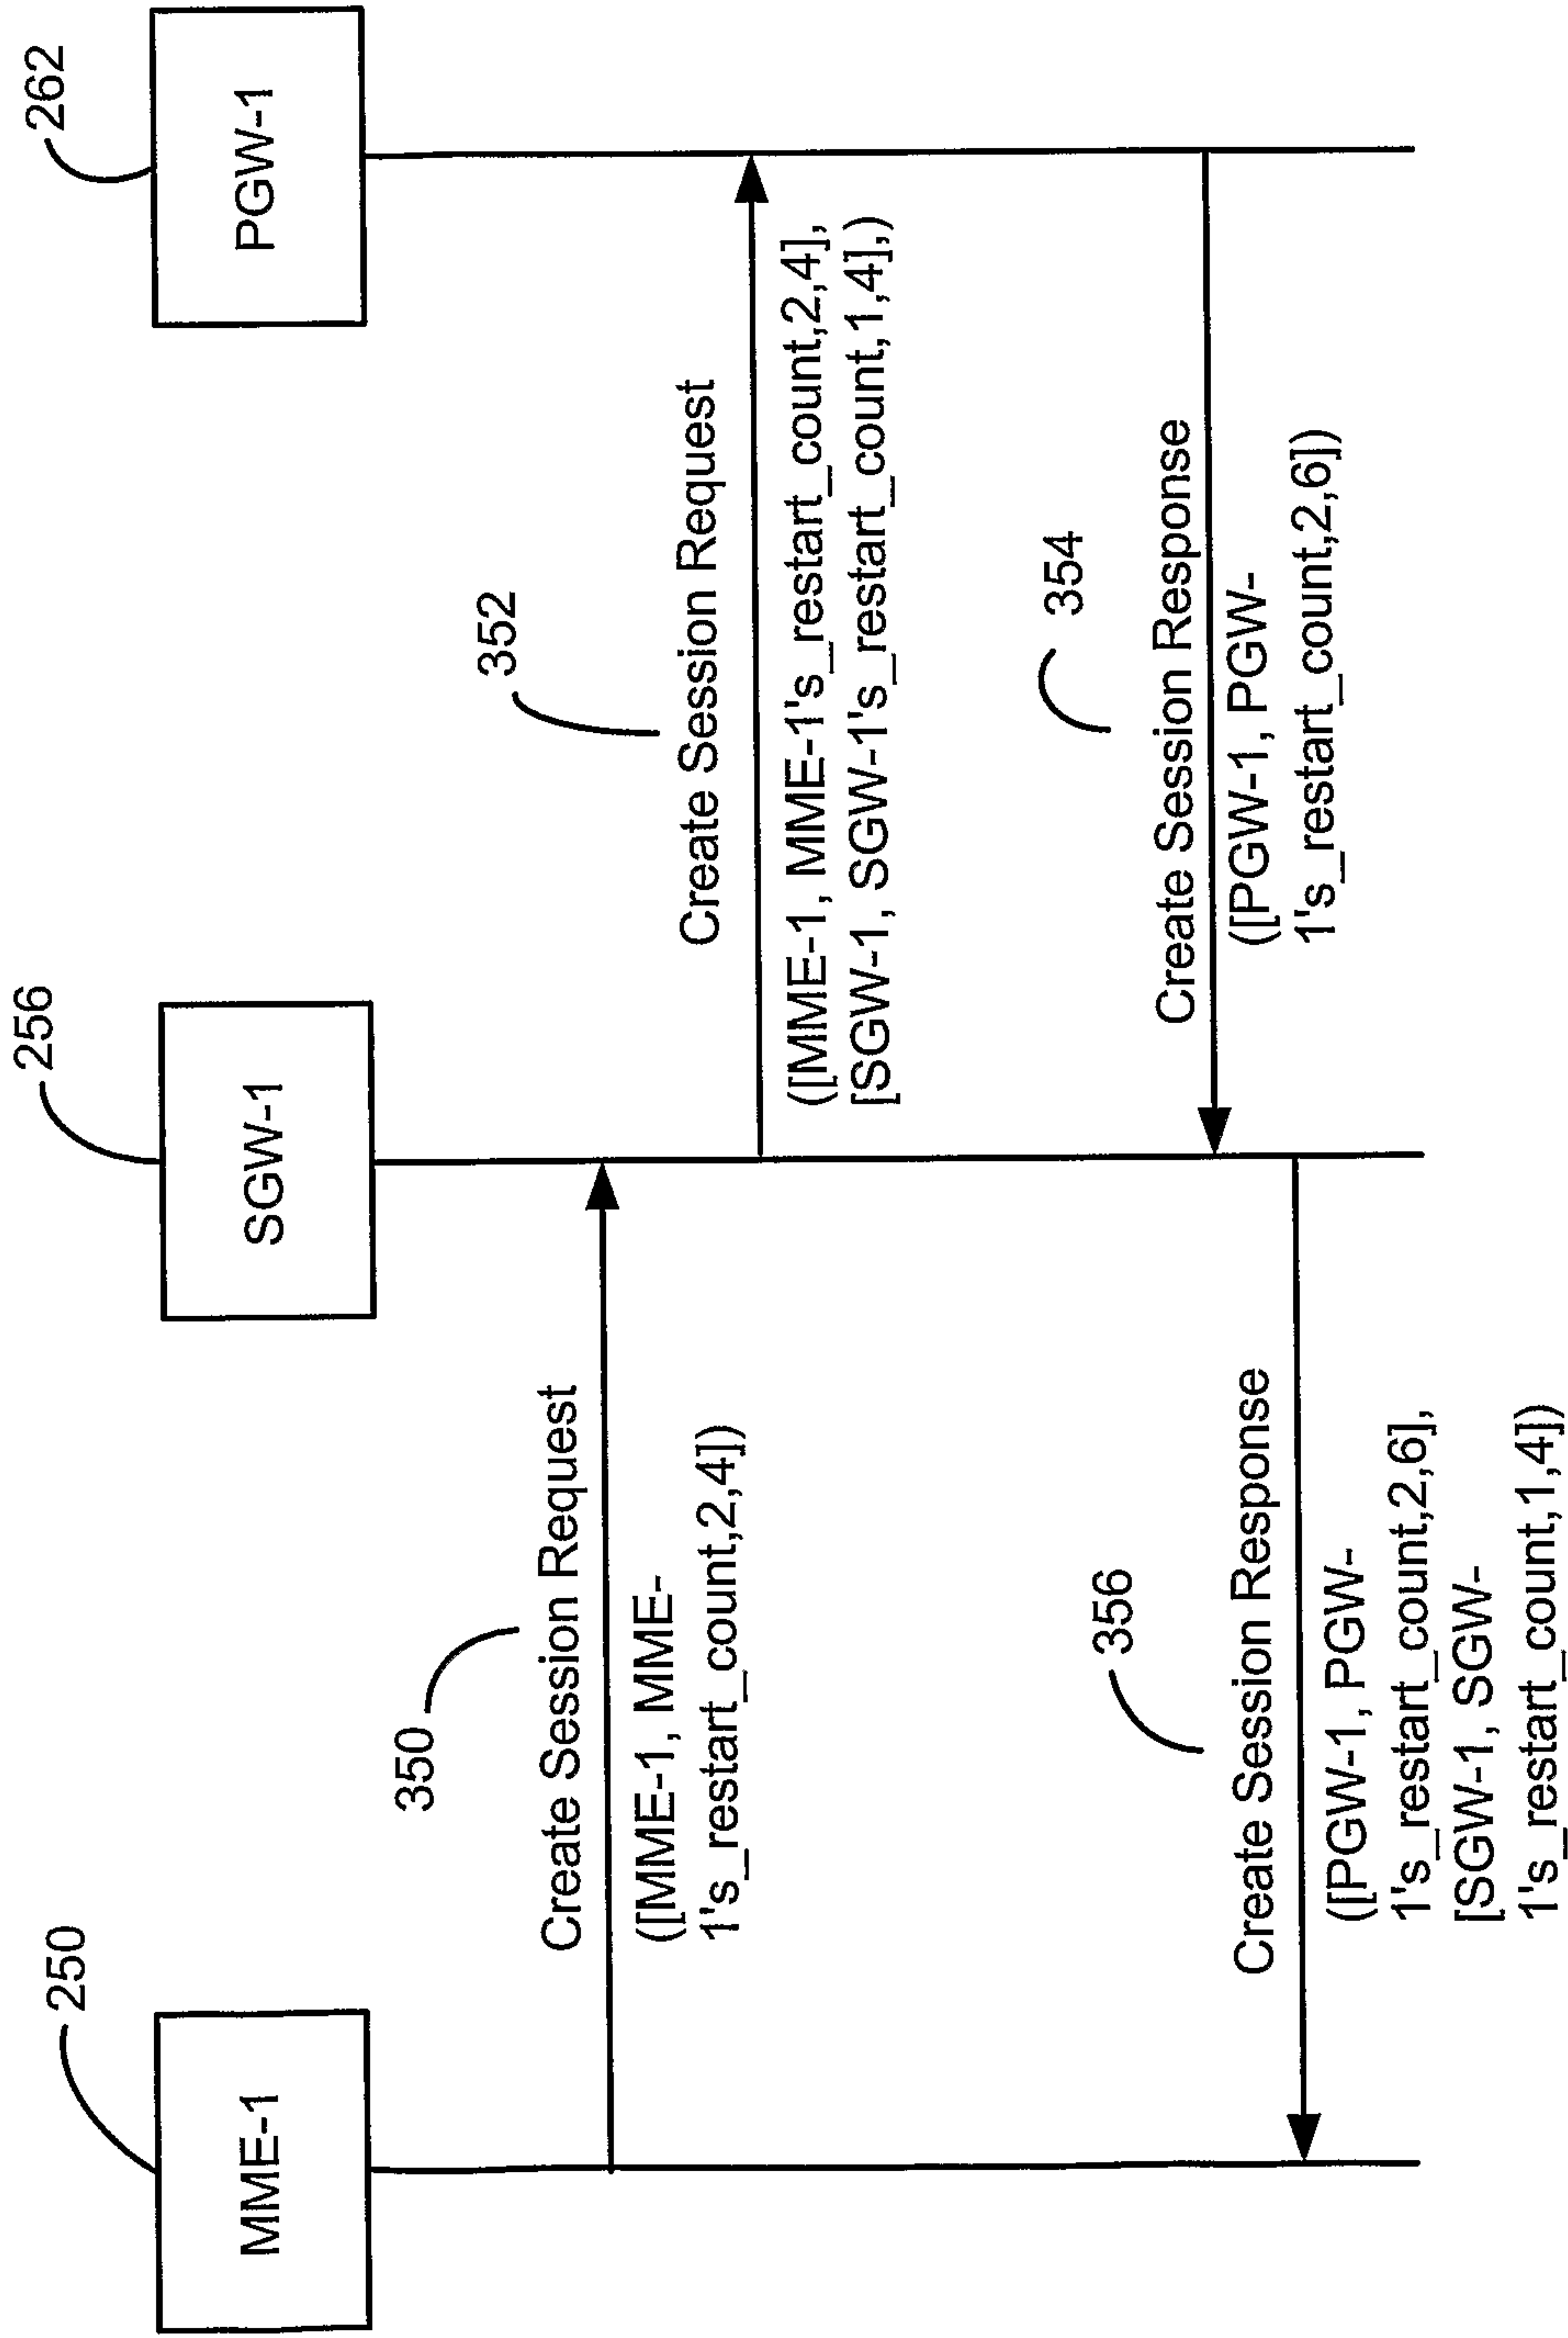 250
MME-1
256
SGW-1
262
PGW-1
350
Create Session Request
([MME-1, MME-
1's_restart_count,2,4])
352
Create Session Request
([MME-1, MME-1's_restart_count,2,4],
[SGW-1, SGW-1's_restart_count,1,4],)
354
Create Session Response
([PGW-1, PGW-
1's_restart_count,2,6])
356
Create Session Response
([PGW-1, PGW-
1's_restart_count,2,6],
[SGW-1, SGW-
1's_restart_count,1,4])